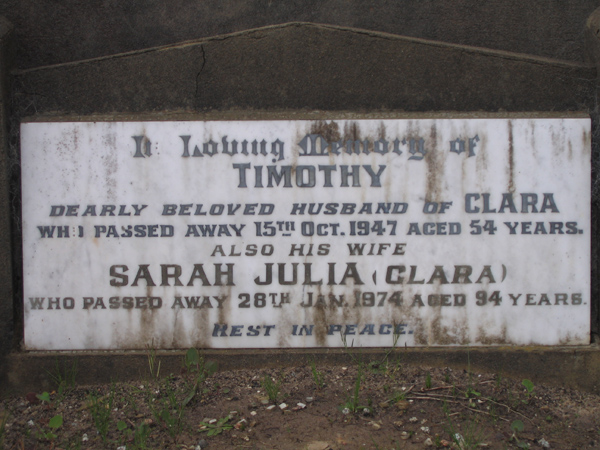 In Loving Memory of
TIMOTHY
DEARLY BELOVED HUSBAND OF CLARA
WHO PASSED AWAY 15TH OCT. 1947 AGED 54 YEARS.
ALSO HIS WIFE
SARAH JULIA (CLARA)
WHO PASSED AWAY 28TH JAN. 1974 AGED 94 YEARS.
REST IN PEACE.